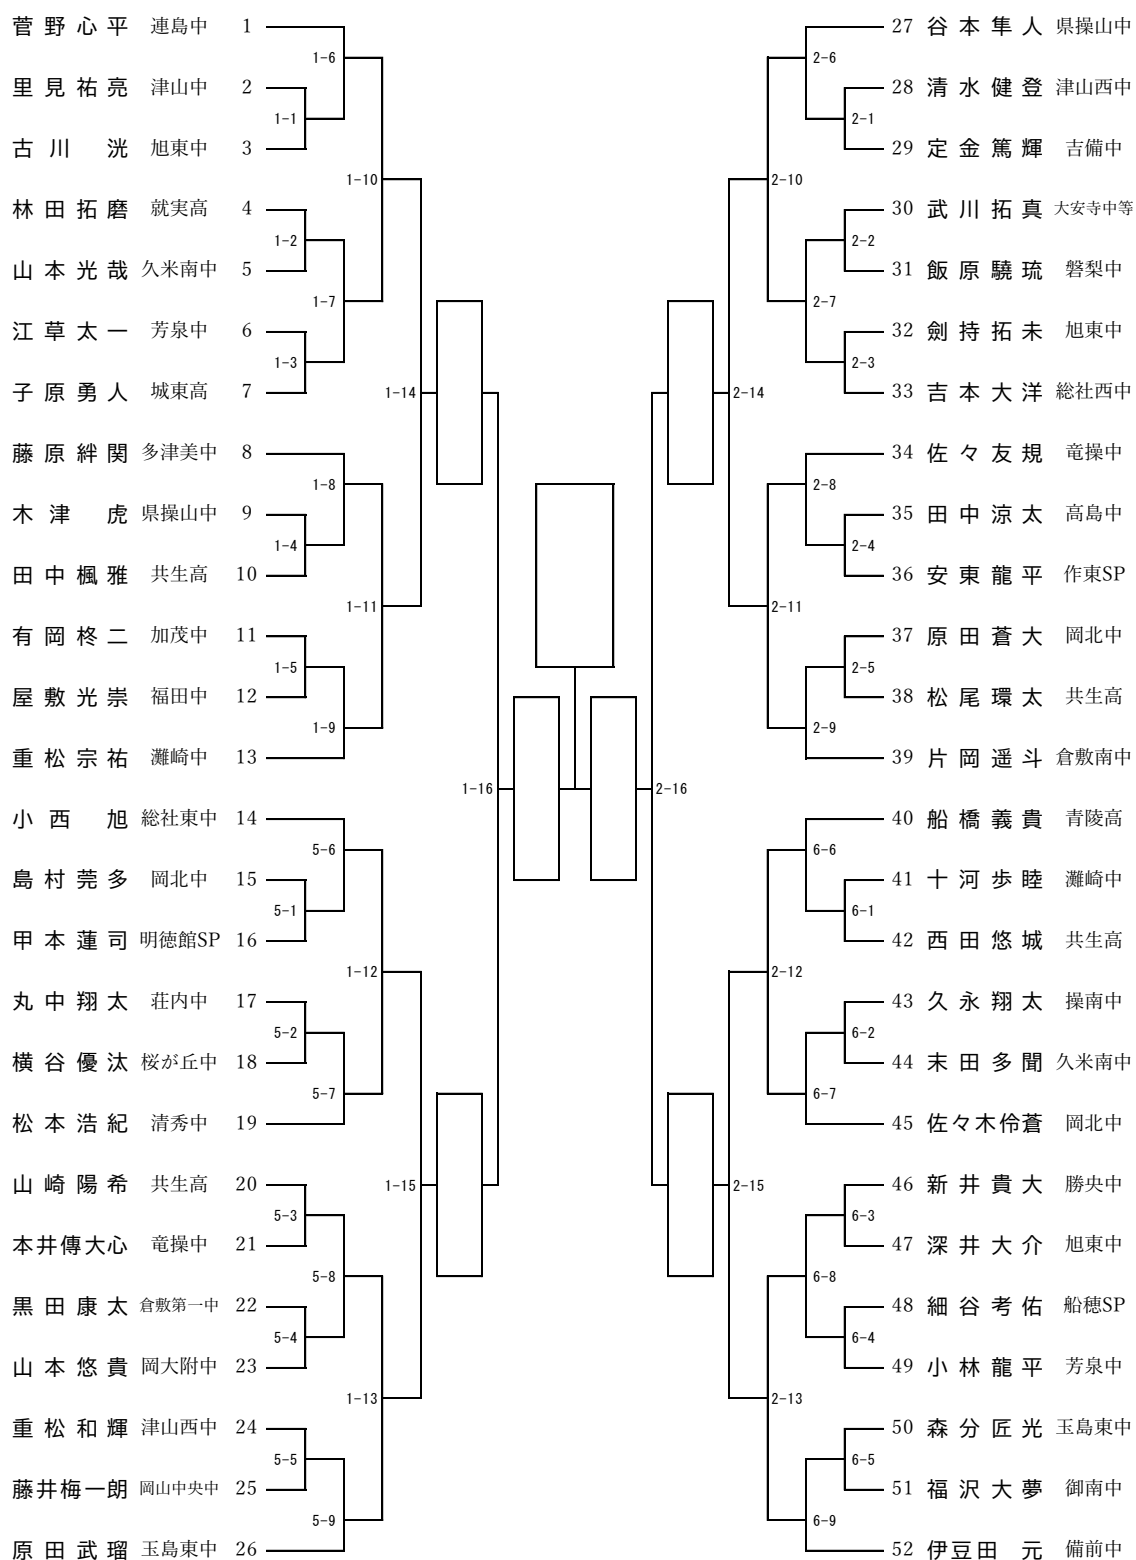 菅野心平 連島中 1
1-6
里見祐亮 津山中 2
1-1
古川 洸 旭東中 3
1-10
林田拓磨 就実高 4
1-2
山本光哉 久米南中 5
1-7
江草太一 芳泉中 6
1-3
子原勇人 城東高 7
1-14
藤原絆関 多津美中 8
1-8
木津 虎 県操山中 9
1-4
田中楓雅 共生高 10
1-11
有岡柊二 加茂中 11
1-5
屋敷光崇 福田中 12
1-9
重松宗祐 灘崎中 13
1-16
小西 旭 総社東中 14
5-6
島村莞多 岡北中 15
5-1
甲本蓮司 明徳館SP 16
1-12
丸中翔太 荘内中 17
5-2
横谷優汰 桜が丘中 18
5-7
松本浩紀 清秀中 19
山崎陽希 共生高 20
1-15
5-3
本井傳大心 竜操中 21
5-8
黒田康太 倉敷第一中 22
5-4
山本悠貴 岡大附中 23
1-13
重松和輝 津山西中 24
5-5
藤井梅一朗 岡山中央中 25
5-9
原田武瑠 玉島東中 26
27 谷本隼人 県操山中
2-6
28 清水健登 津山西中
2-1
29 定金篤輝 吉備中
2-10
30 武川拓真 大安寺中等
2-2
31 飯原驍琉 磐梨中
2-7
32 劍持拓未 旭東中
2-3
33 吉本大洋 総社西中
2-14
34 佐々友規 竜操中
2-8
35 田中涼太 高島中
2-4
36 安東龍平 作東SP
2-11
37 原田蒼大 岡北中
2-5
38 松尾環太 共生高
2-9
39 片岡遥斗 倉敷南中
2-16
40 船橋義貴 青陵高
6-6
41 十河歩睦 灘崎中
6-1
42 西田悠城 共生高
2-12
43 久永翔太 操南中
6-2
44 末田多聞 久米南中
6-7
45 佐々木伶蒼 岡北中
46 新井貴大 勝央中
2-15
6-3
47 深井大介 旭東中
6-8
48 細谷考佑 船穂SP
6-4
49 小林龍平 芳泉中
2-13
50 森分匠光 玉島東中
6-5
51 福沢大夢 御南中
6-9
52 伊豆田 元 備前中